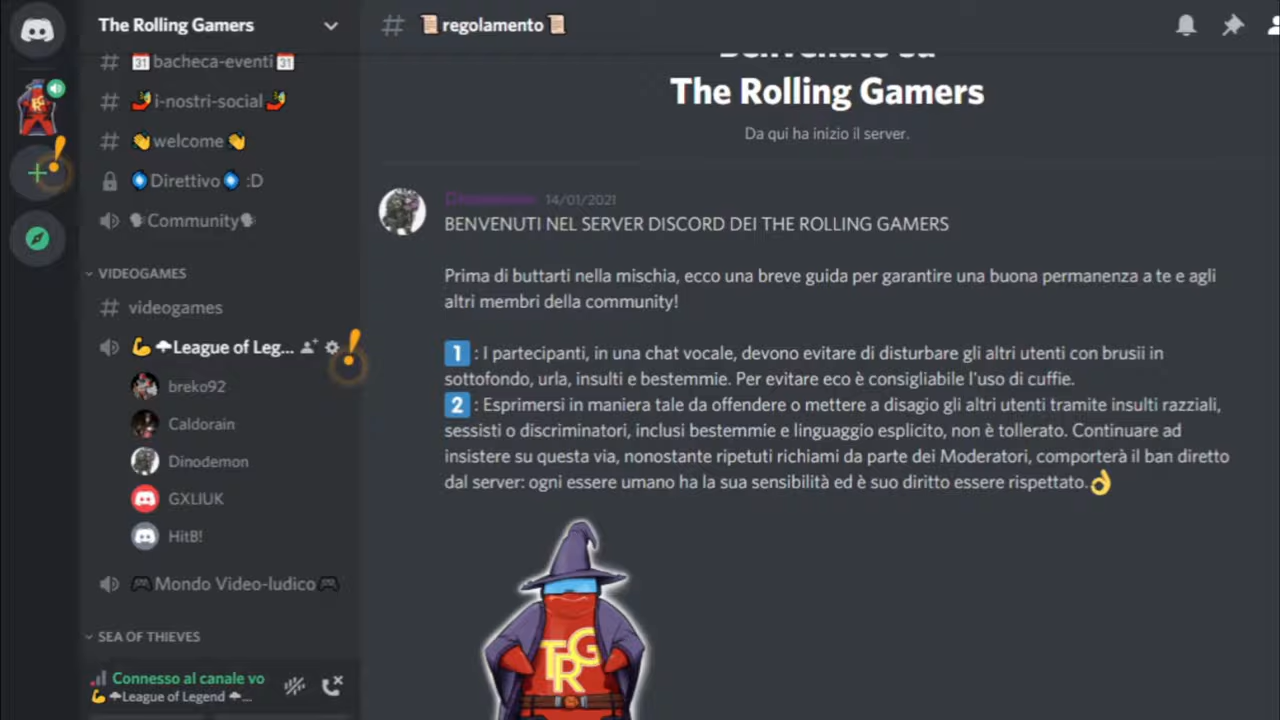 The Rolling Gamers
bacheca-eventi
i-nostri-social
welcome
Direttivo :D
Community
VIDEOGAMES
videogames
League of Leg...
breko92
Caldorain
Dinodemon
GXLIUK
HitB!
Mondo Video-ludico
SEA OF THIEVES
Connesso al canale vo
League of Legend ...
regolamento
Benvenuto su
The Rolling Gamers
Da qui ha inizio il server.
14/01/2021
BENVENUTI NEL SERVER DISCORD DEI THE ROLLING GAMERS
Prima di buttarti nella mischia, ecco una breve guida per garantire una buona permanenza a te e agli
altri membri della community!
1 : I partecipanti, in una chat vocale, devono evitare di disturbare gli altri utenti con brusii in
sottofondo, urla, insulti e bestemmie. Per evitare eco è consigliabile l'uso di cuffie.
2 : Esprimersi in maniera tale da offendere o mettere a disagio gli altri utenti tramite insulti razziali,
sessisti o discriminatori, inclusi bestemmie e linguaggio esplicito, non è tollerato. Continuare ad
insistere su questa via, nonostante ripetuti richiami da parte dei Moderatori, comporterà il ban diretto
dal server: ogni essere umano ha la sua sensibilità ed è suo diritto essere rispettato.
TRG